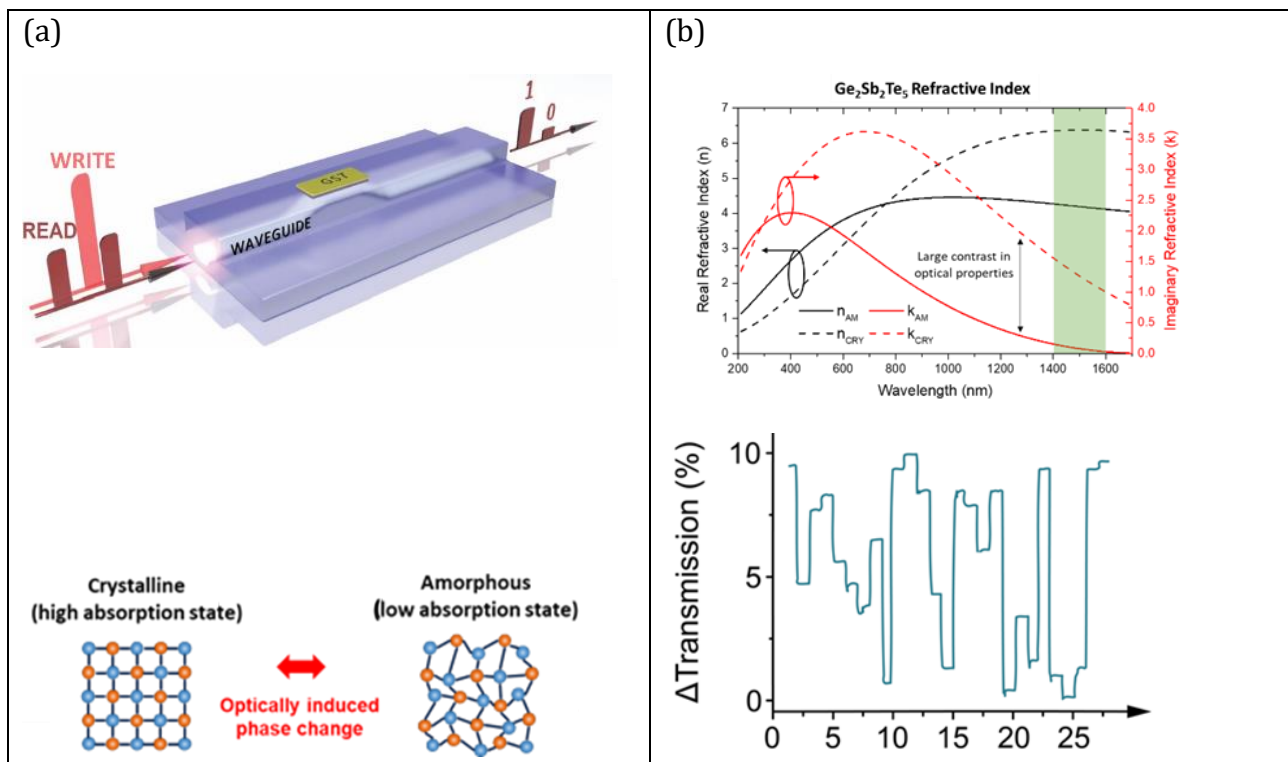 (a)
WRITE
READ
GST
WAVEGUIDE
1
0
Crystalline
(high absorption state)
Amorphous
(low absorption state)
Optically induced
phase change
(b)
Ge₂Sb₂Te₅ Refractive Index
Real Refractive Index (n)
7
6
5
4
3
2
1
0
Imaginary Refractive Index (k)
4.0
3.5
3.0
2.5
2.0
1.5
1.0
0.5
0.0
Large contrast in
optical properties
n_AM k_AM
n_CRY k_CRY
200 400 600 800 1000 1200 1400 1600
Wavelength (nm)
ΔTransmission (%)
10
5
0
0 5 10 15 20 25